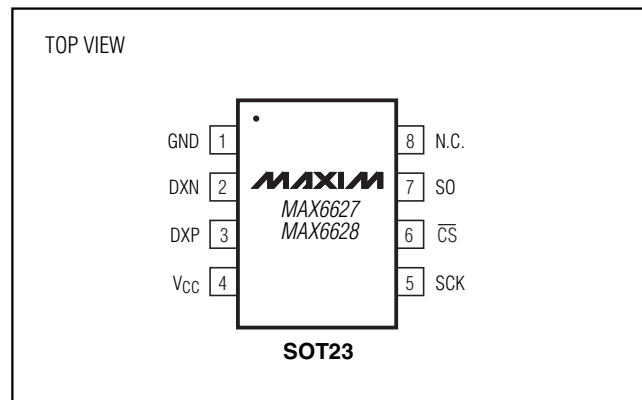 TOP VIEW
GND 1
DXN 2
DXP 3
VCC 4
MAXIM
MAX6627
MAX6628
8 N.C.
7 SO
6 CS
5 SCK
SOT23